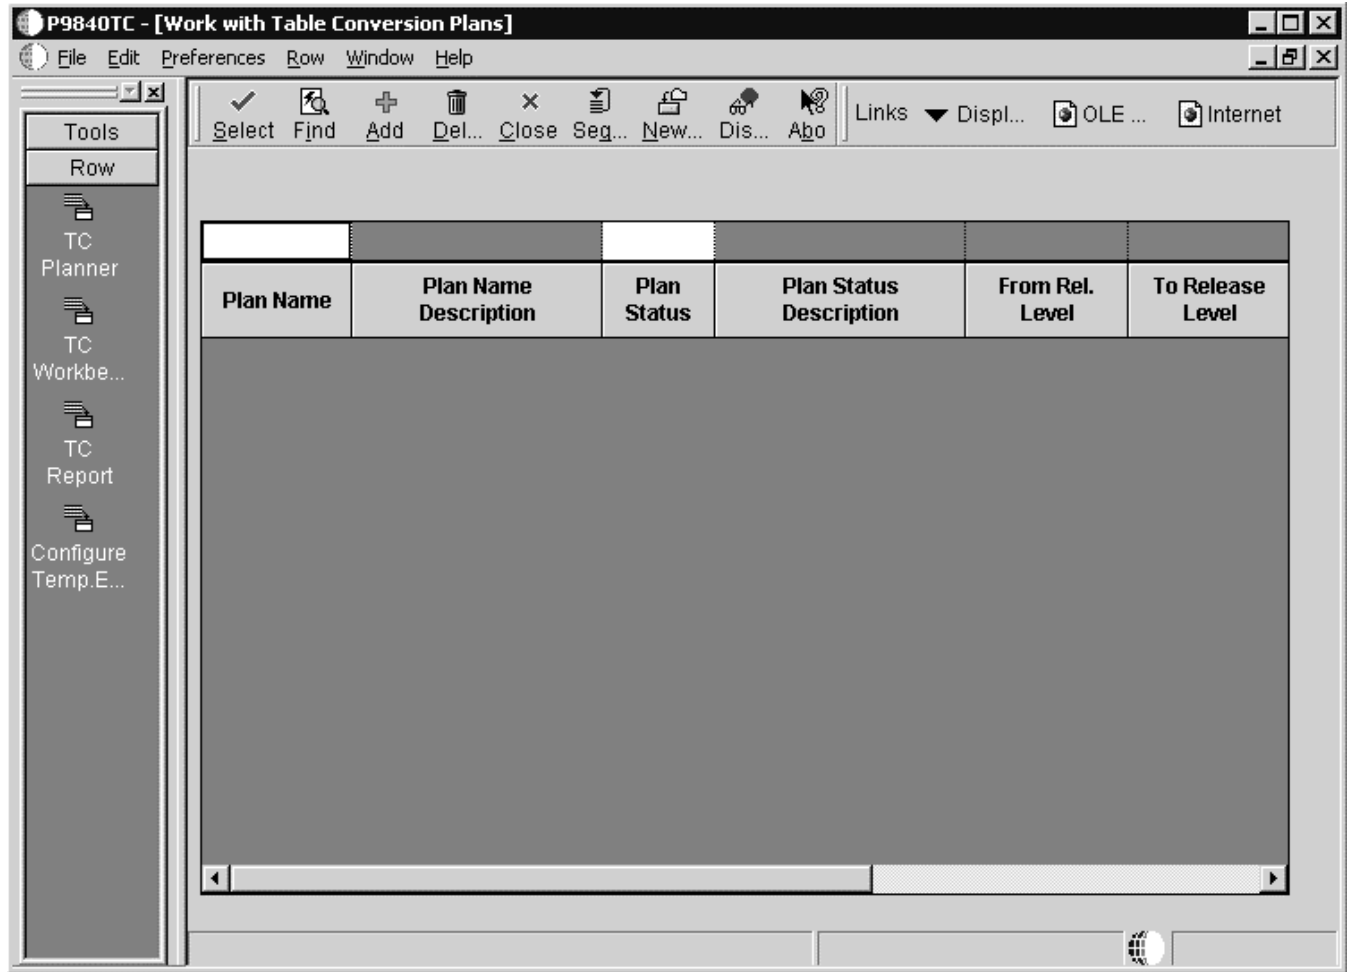 P9840TC - [Work with Table Conversion Plans]
File Edit Preferences Row Window Help
Select Find Add Del... Close Seq... New... Dis... Abo Links Displ... OLE ... Internet
Tools
Row
TC
Planner
TC
Workbe...
TC
Report
Configure
Temp.E...
Plan Name
Plan Name
Description
Plan
Status
Plan Status
Description
From Rel.
Level
To Release
Level